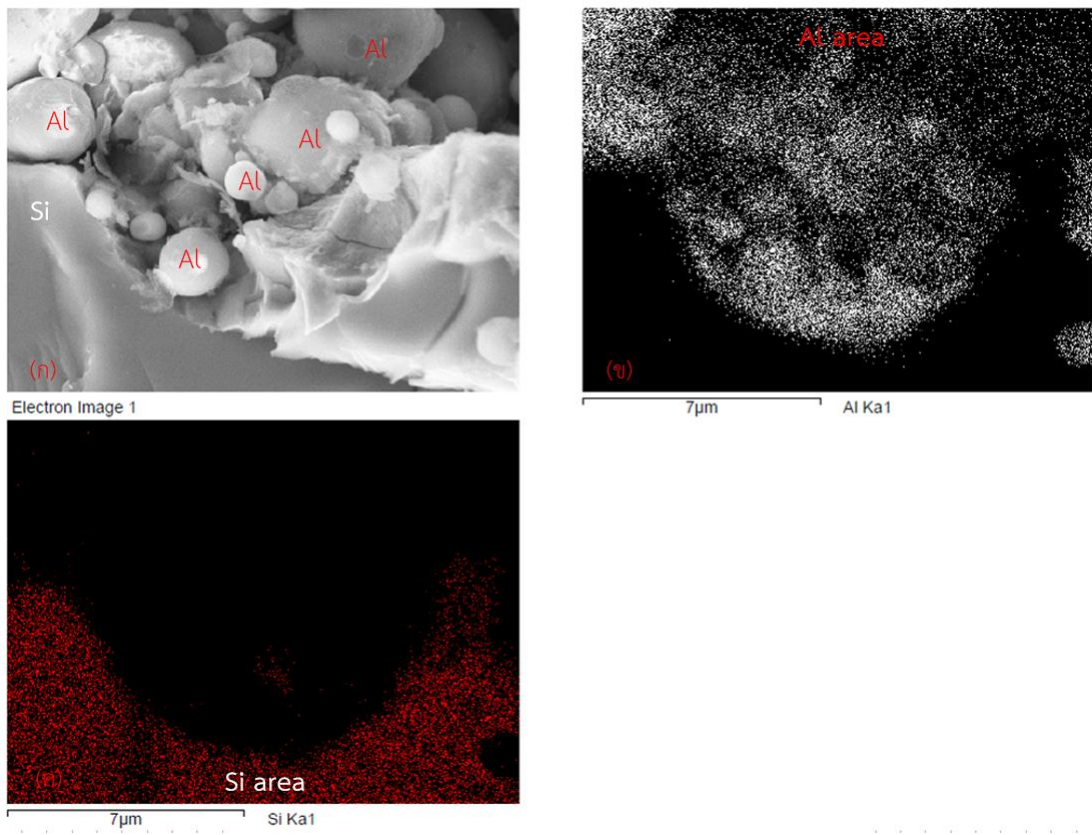 Al
Al
Al
Al
Si
Al
(ก)
Electron Image 1
Al area
(ข)
7µm Al Ka1
Si area
7µm Si Ka1